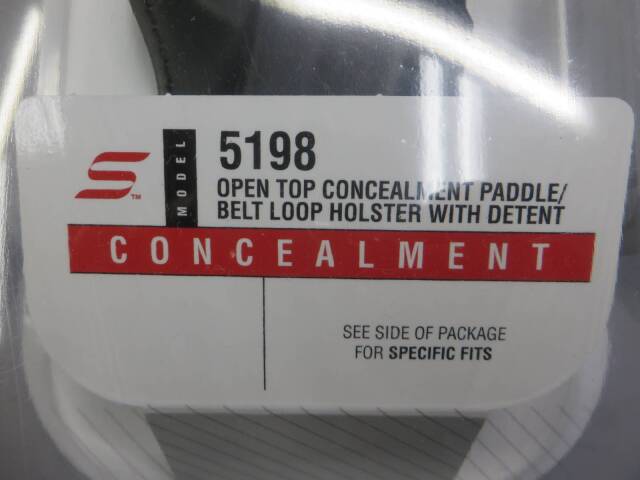 S™
MODEL
5198
OPEN TOP CONCEALMENT PADDLE/
BELT LOOP HOLSTER WITH DETENT
CONCEALMENT
SEE SIDE OF PACKAGE
FOR SPECIFIC FITS